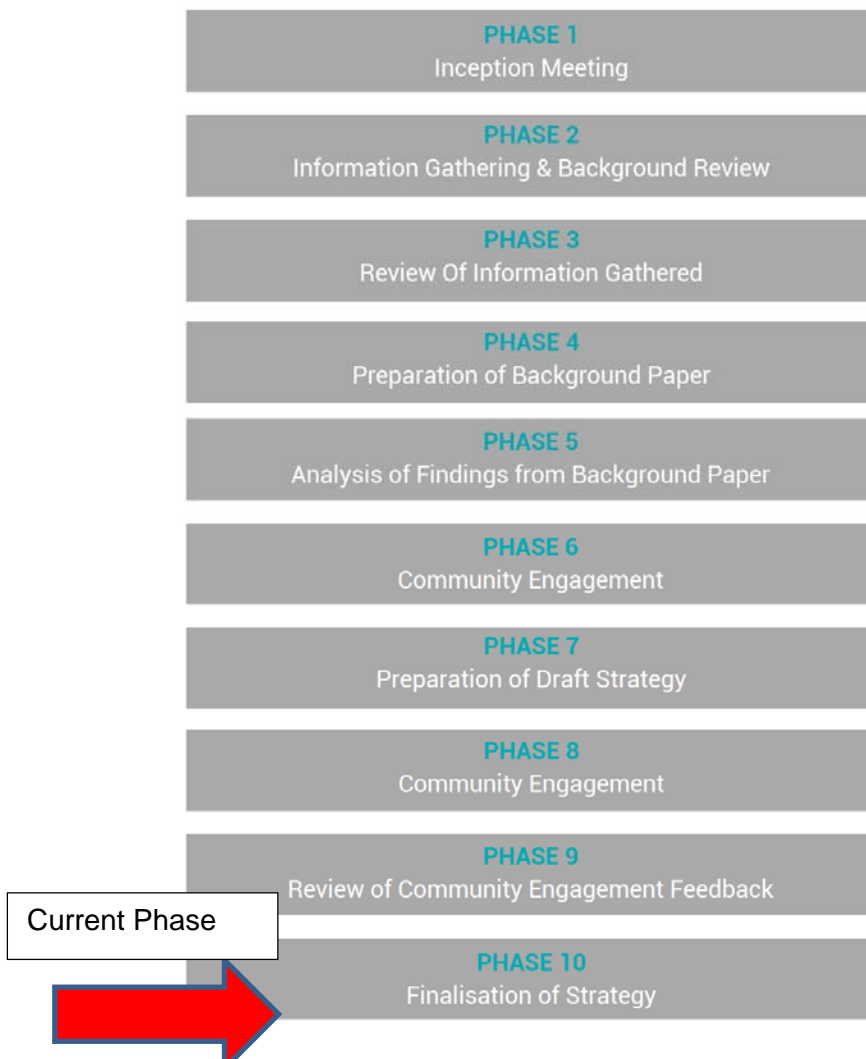 PHASE 1
Inception Meeting
PHASE 2
Information Gathering & Background Review
PHASE 3
Review Of Information Gathered
PHASE 4
Preparation of Background Paper
PHASE 5
Analysis of Findings from Background Paper
PHASE 6
Community Engagement
PHASE 7
Preparation of Draft Strategy
PHASE 8
Community Engagement
PHASE 9
Review of Community Engagement Feedback
Current Phase
PHASE 10
Finalisation of Strategy